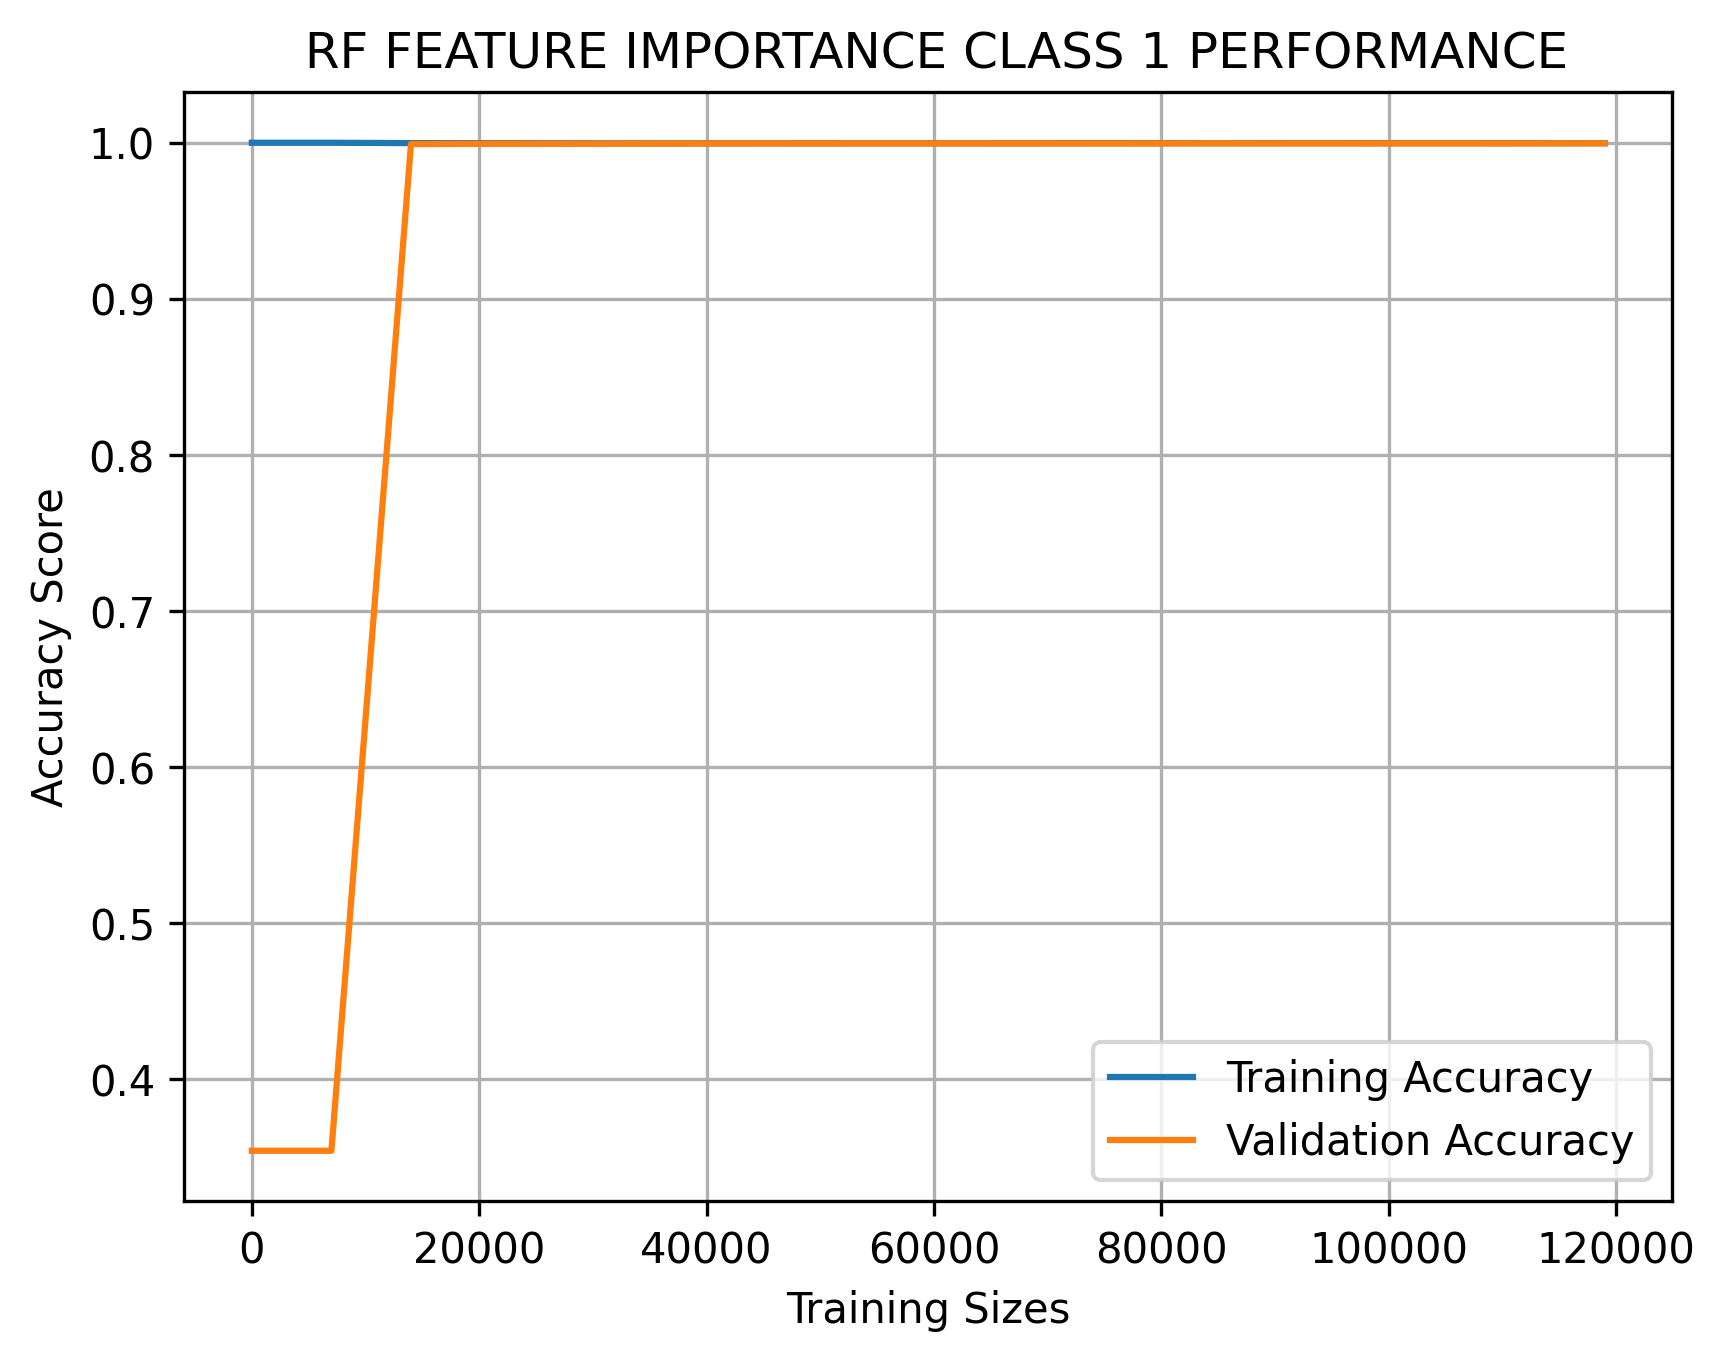 RF FEATURE IMPORTANCE CLASS 1 PERFORMANCE
1.0
0.9
0.8
0.7
0.6
0.5
0.4
Accuracy Score
Training Accuracy
Validation Accuracy
0 20000 40000 60000 80000 100000 120000
Training Sizes